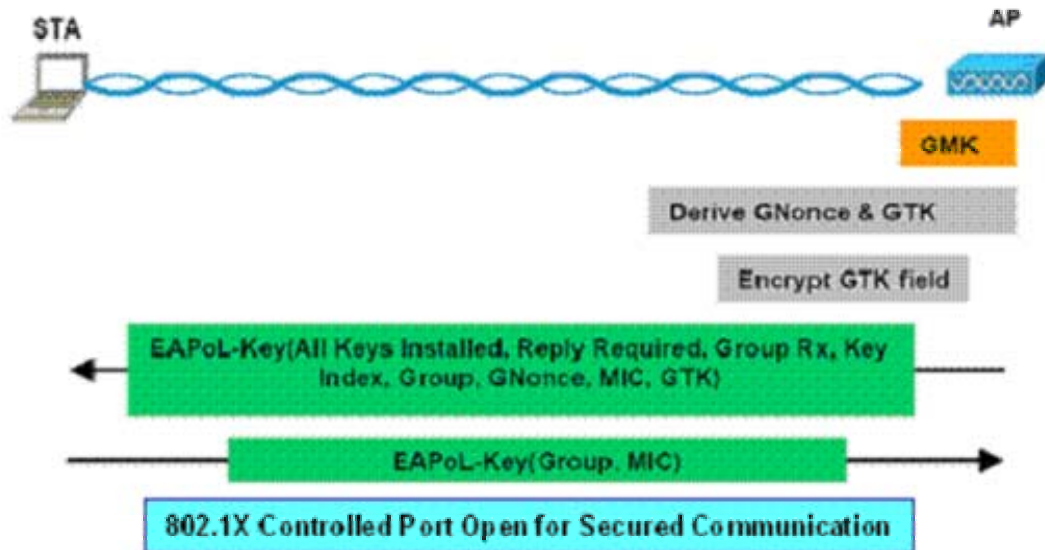 STA
AP
GMK
Derive GNonce & GTK
Encrypt GTK field
EAPoL-Key(All Keys Installed, Reply Required, Group Rx, Key
Index, Group, GNonce, MIC, GTK)
EAPoL-Key(Group, MIC)
802.1X Controlled Port Open for Secured Communication